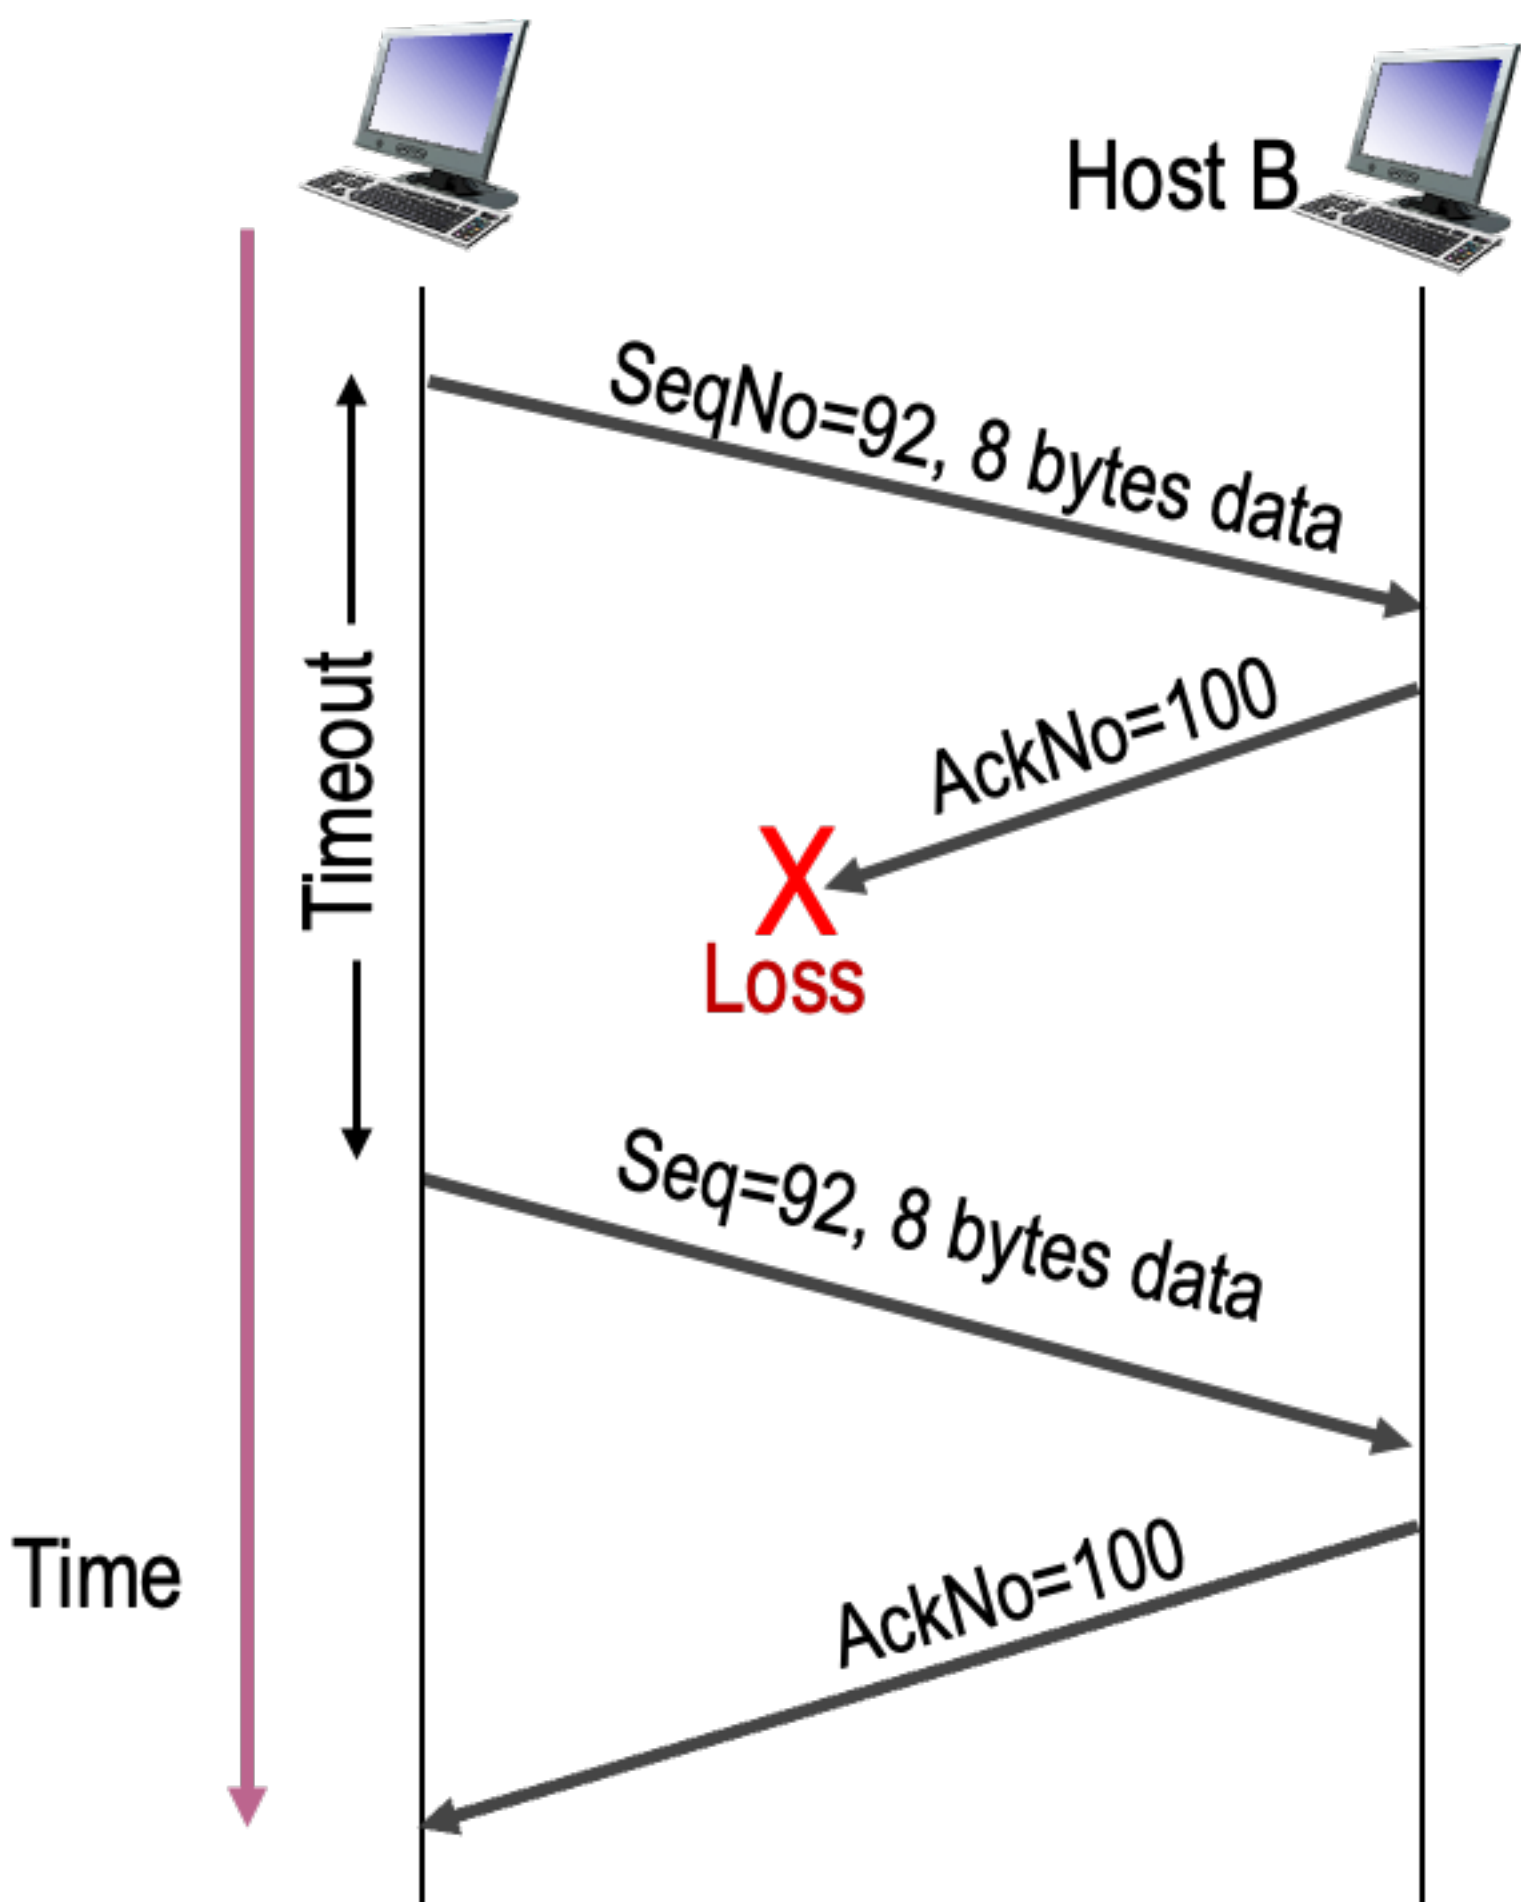 Host B
SeqNo=92, 8 bytes data
Timeout
AckNo=100
X
Loss
Seq=92, 8 bytes data
Time
AckNo=100